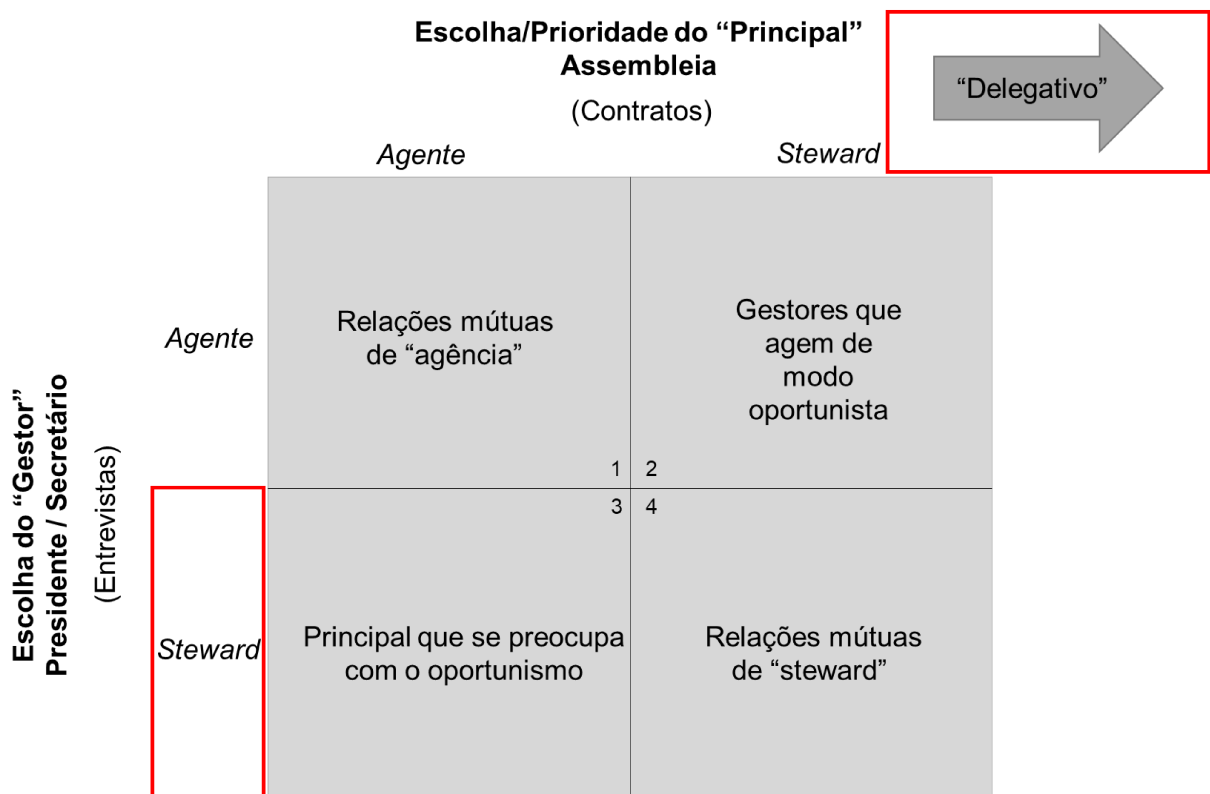 Escolha/Prioridade do “Principal”
Assembleia
(Contratos)
“Delegativo”
Agente
Steward
Escolha do “Gestor”
Presidente / Secretário
(Entrevistas)
Agente
Relações mútuas
de “agência”
Gestores que
agem de
modo
oportunista
1
2
3
4
Steward
Principal que se preocupa
com o oportunismo
Relações mútuas
de “steward”